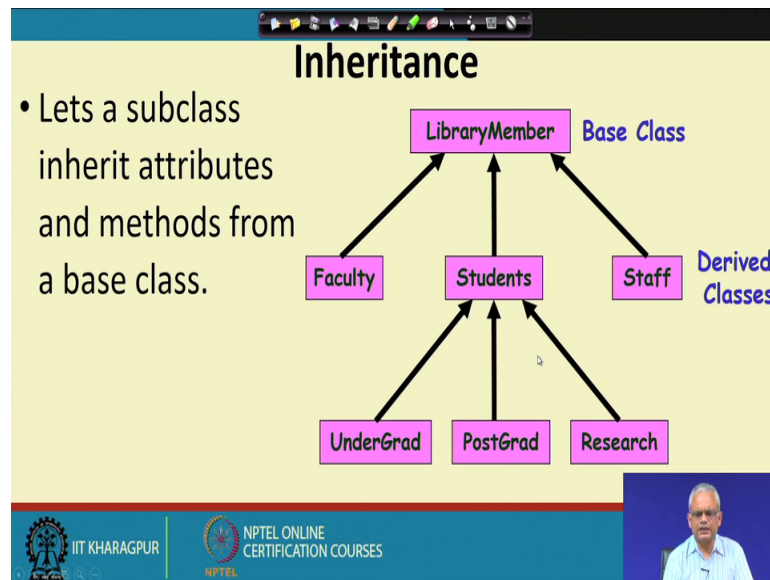 Inheritance
• Lets a subclass
inherit attributes
and methods from
a base class.
LibraryMember
Base Class
Faculty
Students
Staff
Derived
Classes
UnderGrad
PostGrad
Research
IIT KHARAGPUR
NPTEL
NPTEL ONLINE
CERTIFICATION COURSES